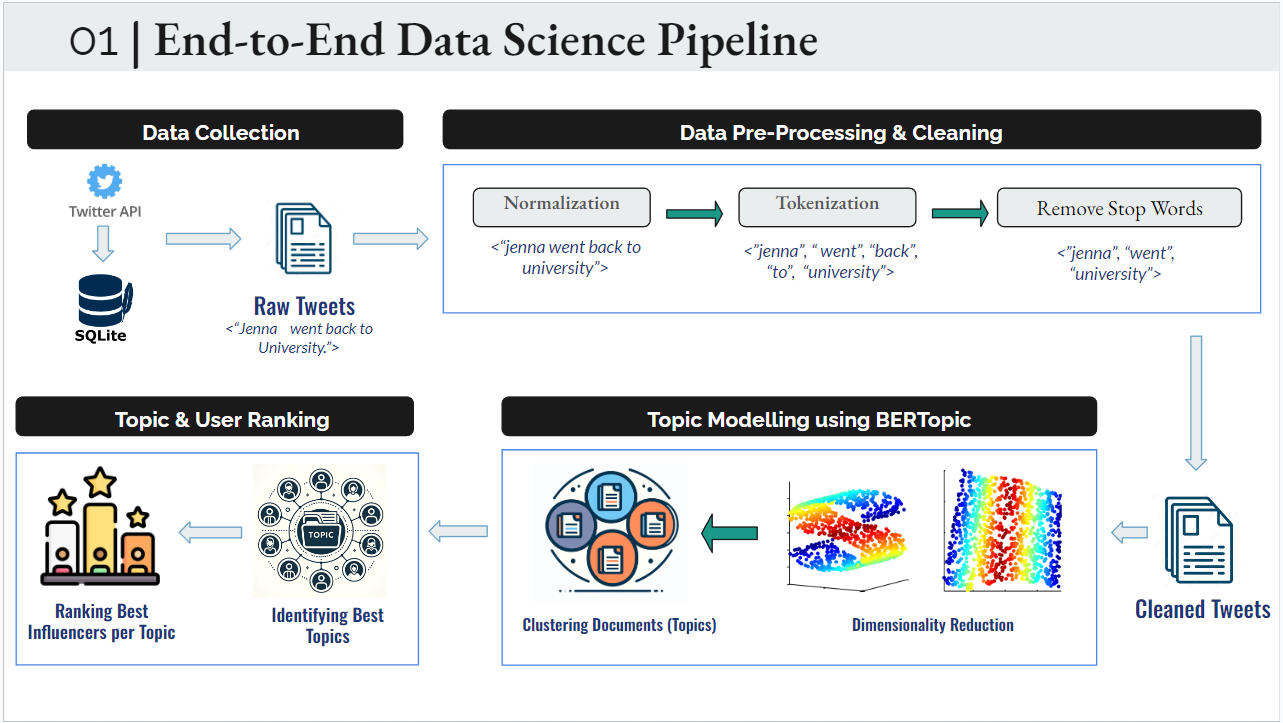 01 | End-to-End Data Science Pipeline
Data Collection
Twitter API
SQLite
Raw Tweets
<“Jenna went back to
University.”>
Data Pre-Processing & Cleaning
Normalization
<“jenna went back to
university”>
Tokenization
<”jenna”, “ went”, “back”,
“to”, “university”>
Remove Stop Words
<”jenna”, “went”,
“university”>
Cleaned Tweets
Topic Modelling using BERTopic
Dimensionality Reduction
Clustering Documents (Topics)
Topic & User Ranking
TOPIC
Identifying Best
Topics
Ranking Best
Influencers per Topic